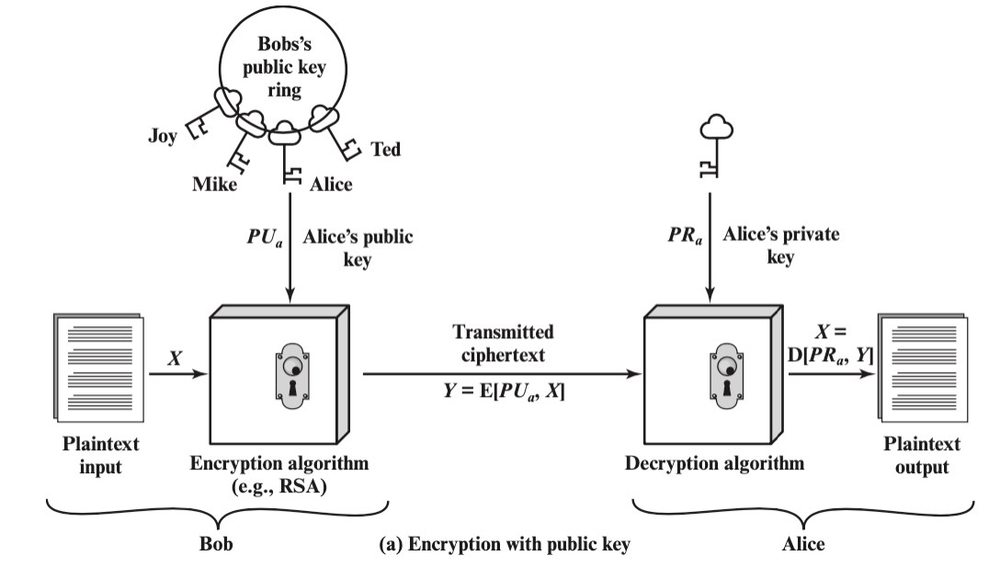 Bobs's
public key
ring
Joy
Ted
Mike
Alice
PUa
Alice's public
key
PRa
Alice's private
key
X
Transmitted
ciphertext
Y = E[PUa, X]
X =
D[PRa, Y]
Plaintext
input
Encryption algorithm
(e.g., RSA)
Decryption algorithm
Plaintext
output
Bob
(a) Encryption with public key
Alice